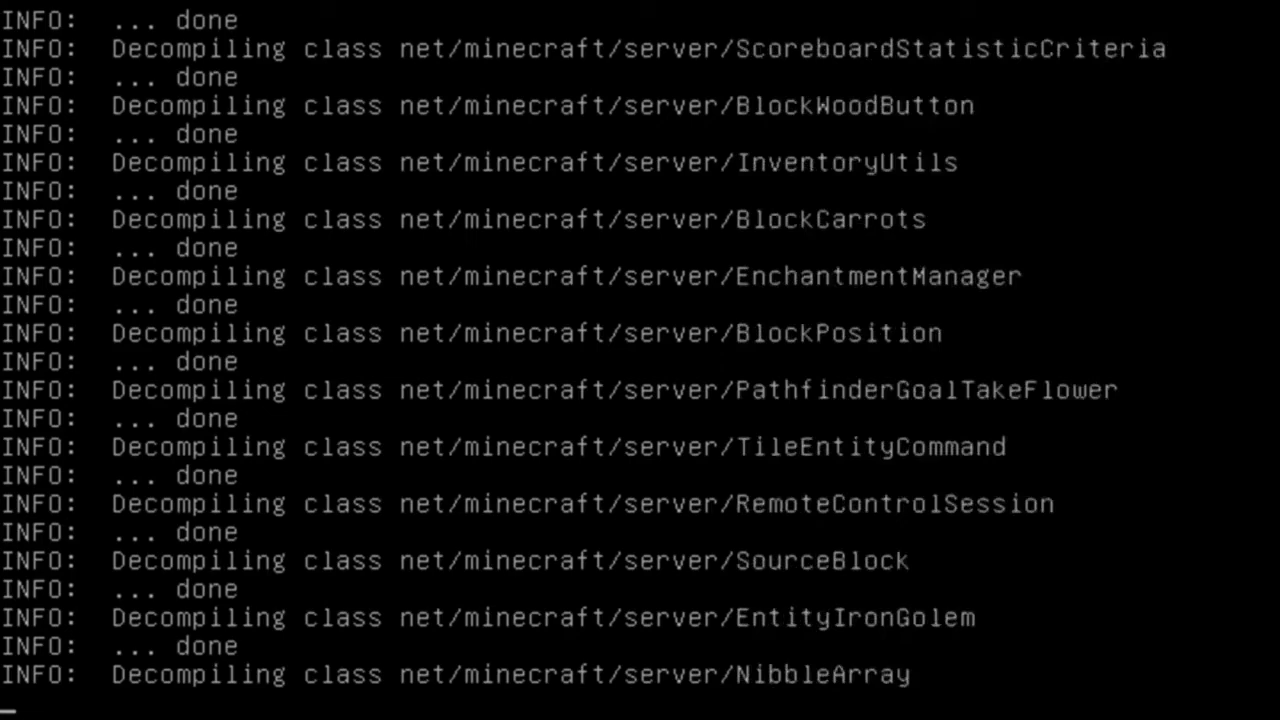 INFO:  ... done
INFO:  Decompiling class net/minecraft/server/ScoreboardStatisticCriteria
INFO:  ... done
INFO:  Decompiling class net/minecraft/server/BlockWoodButton
INFO:  ... done
INFO:  Decompiling class net/minecraft/server/InventoryUtils
INFO:  ... done
INFO:  Decompiling class net/minecraft/server/BlockCarrots
INFO:  ... done
INFO:  Decompiling class net/minecraft/server/EnchantmentManager
INFO:  ... done
INFO:  Decompiling class net/minecraft/server/BlockPosition
INFO:  ... done
INFO:  Decompiling class net/minecraft/server/PathfinderGoalTakeFlower
INFO:  ... done
INFO:  Decompiling class net/minecraft/server/TileEntityCommand
INFO:  ... done
INFO:  Decompiling class net/minecraft/server/RemoteControlSession
INFO:  ... done
INFO:  Decompiling class net/minecraft/server/SourceBlock
INFO:  ... done
INFO:  Decompiling class net/minecraft/server/EntityIronGolem
INFO:  ... done
INFO:  Decompiling class net/minecraft/server/NibbleArray
_